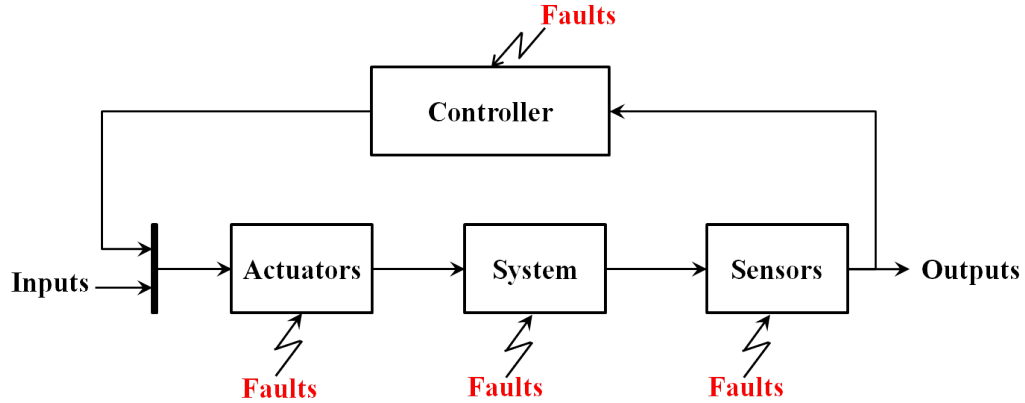 Faults
Controller
Inputs
Actuators
System
Sensors
Outputs
Faults
Faults
Faults